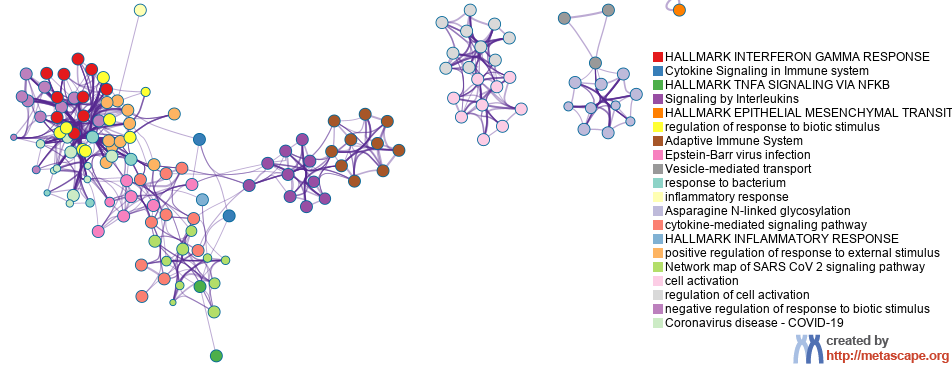 HALLMARK INTERFERON GAMMA RESPONSE
Cytokine Signaling in Immune system
HALLMARK TNFA SIGNALING VIA NFKB
Signaling by Interleukins
HALLMARK EPITHELIAL MESENCHYMAL TRANSIT
regulation of response to biotic stimulus
Adaptive Immune System
Epstein-Barr virus infection
Vesicle-mediated transport
response to bacterium
inflammatory response
Asparagine N-linked glycosylation
cytokine-mediated signaling pathway
HALLMARK INFLAMMATORY RESPONSE
positive regulation of response to external stimulus
Network map of SARS CoV 2 signaling pathway
cell activation
regulation of cell activation
negative regulation of response to biotic stimulus
Coronavirus disease - COVID-19
created by
http://metascape.org